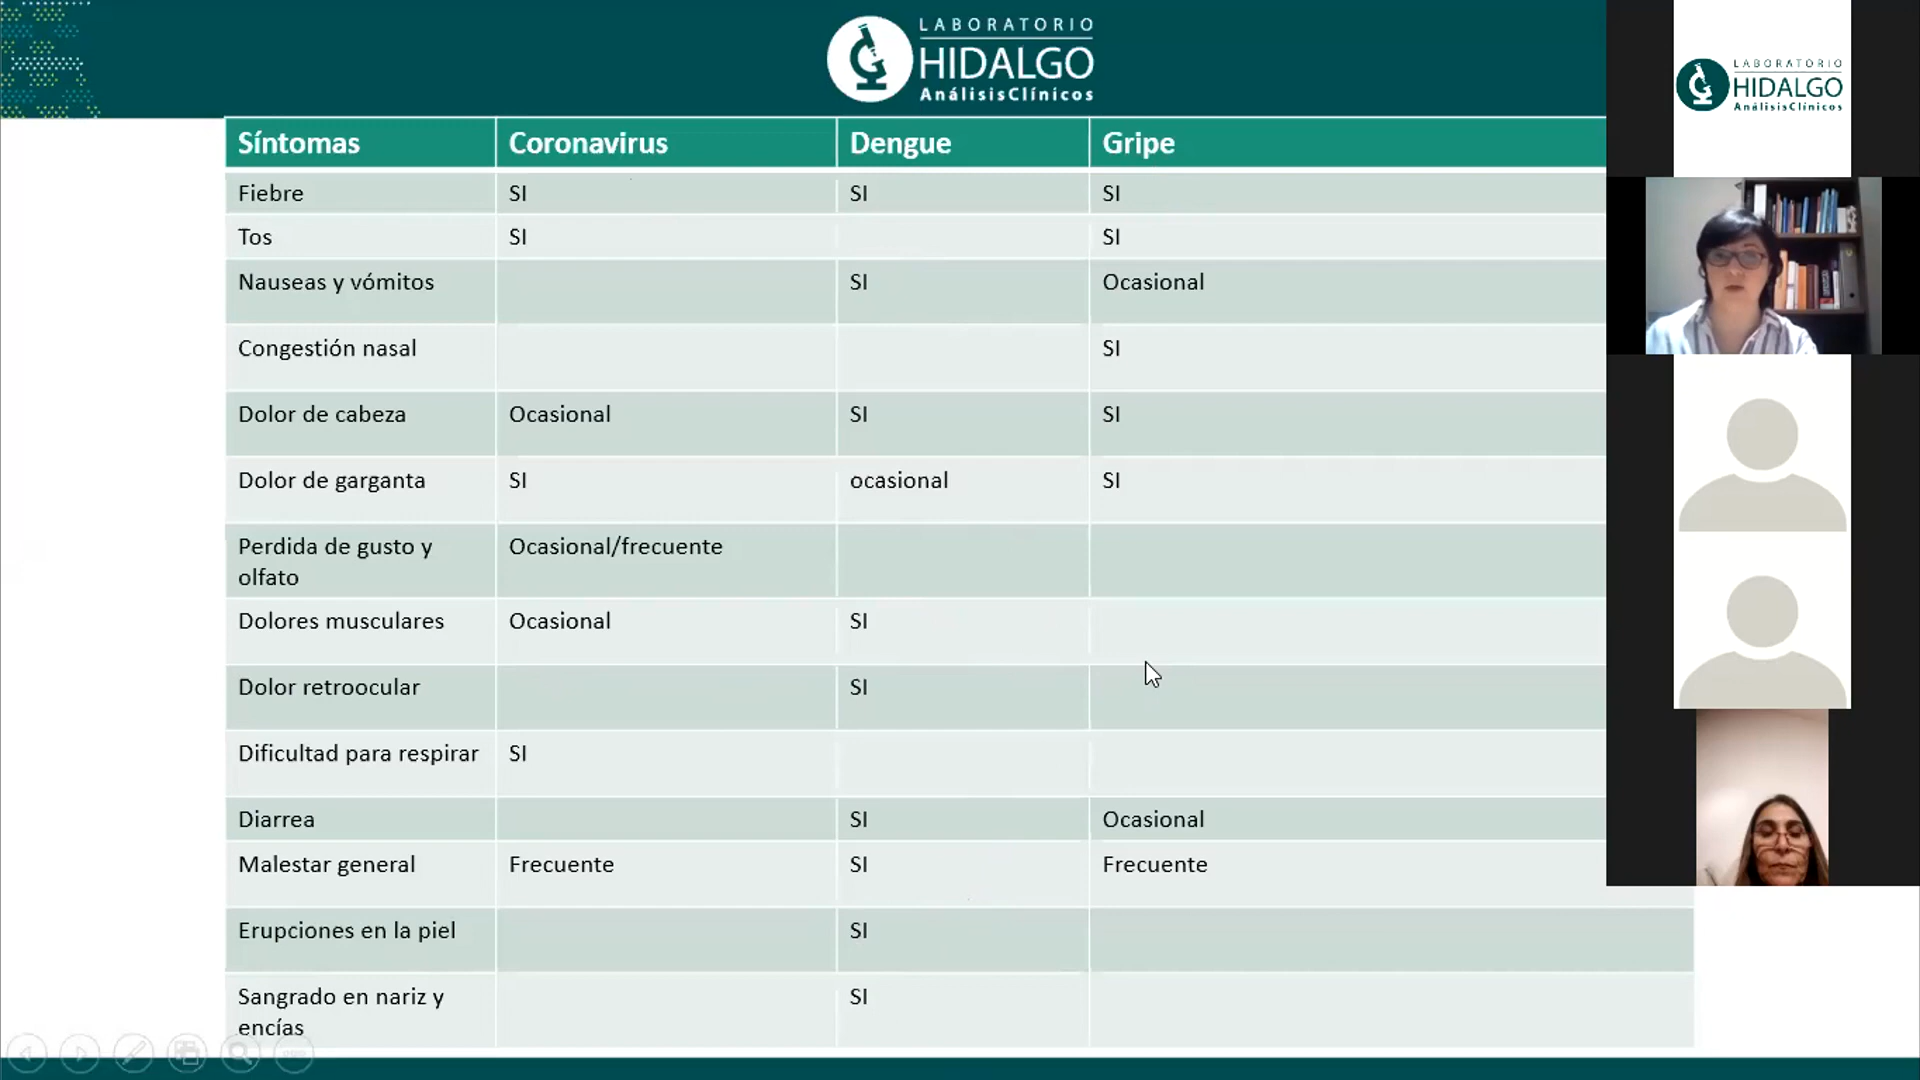 LABORATORIO
HIDALGO
AnálisisClínicos
LABORATORIO
HIDALGO
AnálisisClínicos
Síntomas Coronavirus Dengue Gripe
Fiebre SI SI SI
Tos SI SI
Nauseas y vómitos SI Ocasional
Congestión nasal SI
Dolor de cabeza Ocasional SI SI
Dolor de garganta SI ocasional SI
Perdida de gusto y Ocasional/frecuente
olfato
Dolores musculares Ocasional SI
Dolor retroocular SI
Dificultad para respirar SI
Diarrea SI Ocasional
Malestar general Frecuente SI Frecuente
Erupciones en la piel SI
Sangrado en nariz y SI
encías